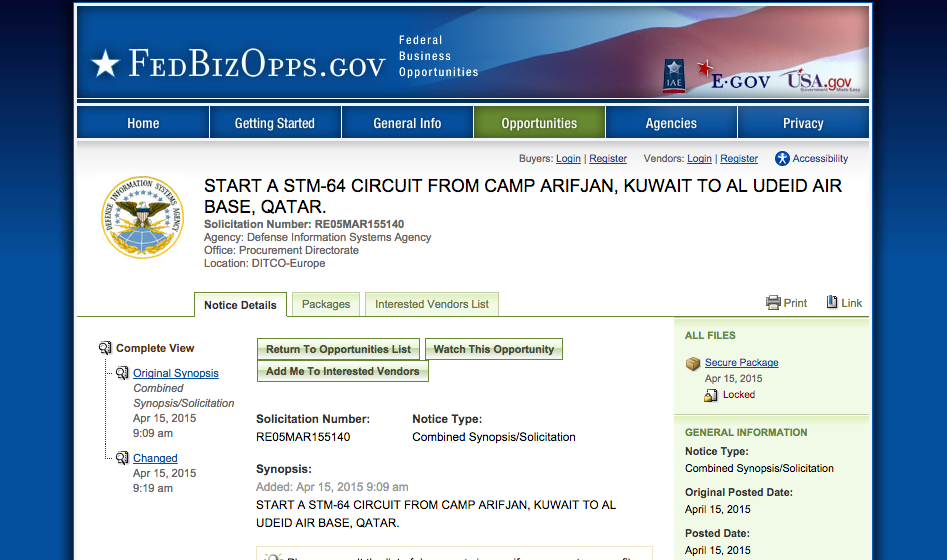 FEDBIZOPPS.GOV
Federal
Business
Opportunities
IAE
E-GOV
USA.gov
Government Made Easy
Home
Getting Started
General Info
Opportunities
Agencies
Privacy
Buyers: Login | Register Vendors: Login | Register Accessibility
DEFENSE INFORMATION SYSTEMS AGENCY
START A STM-64 CIRCUIT FROM CAMP ARIFJAN, KUWAIT TO AL UDEID AIR
BASE, QATAR.
Solicitation Number: RE05MAR155140
Agency: Defense Information Systems Agency
Office: Procurement Directorate
Location: DITCO-Europe
Notice Details
Packages
Interested Vendors List
Print
Link
Complete View
Original Synopsis
Combined
Synopsis/Solicitation
Apr 15, 2015
9:09 am
Changed
Apr 15, 2015
9:19 am
Return To Opportunities List
Watch This Opportunity
Add Me To Interested Vendors
Solicitation Number:
RE05MAR155140
Notice Type:
Combined Synopsis/Solicitation
Synopsis:
Added: Apr 15, 2015 9:09 am
START A STM-64 CIRCUIT FROM CAMP ARIFJAN, KUWAIT TO AL
UDEID AIR BASE, QATAR.
ALL FILES
Secure Package
Apr 15, 2015
Locked
GENERAL INFORMATION
Notice Type:
Combined Synopsis/Solicitation
Original Posted Date:
April 15, 2015
Posted Date:
April 15, 2015